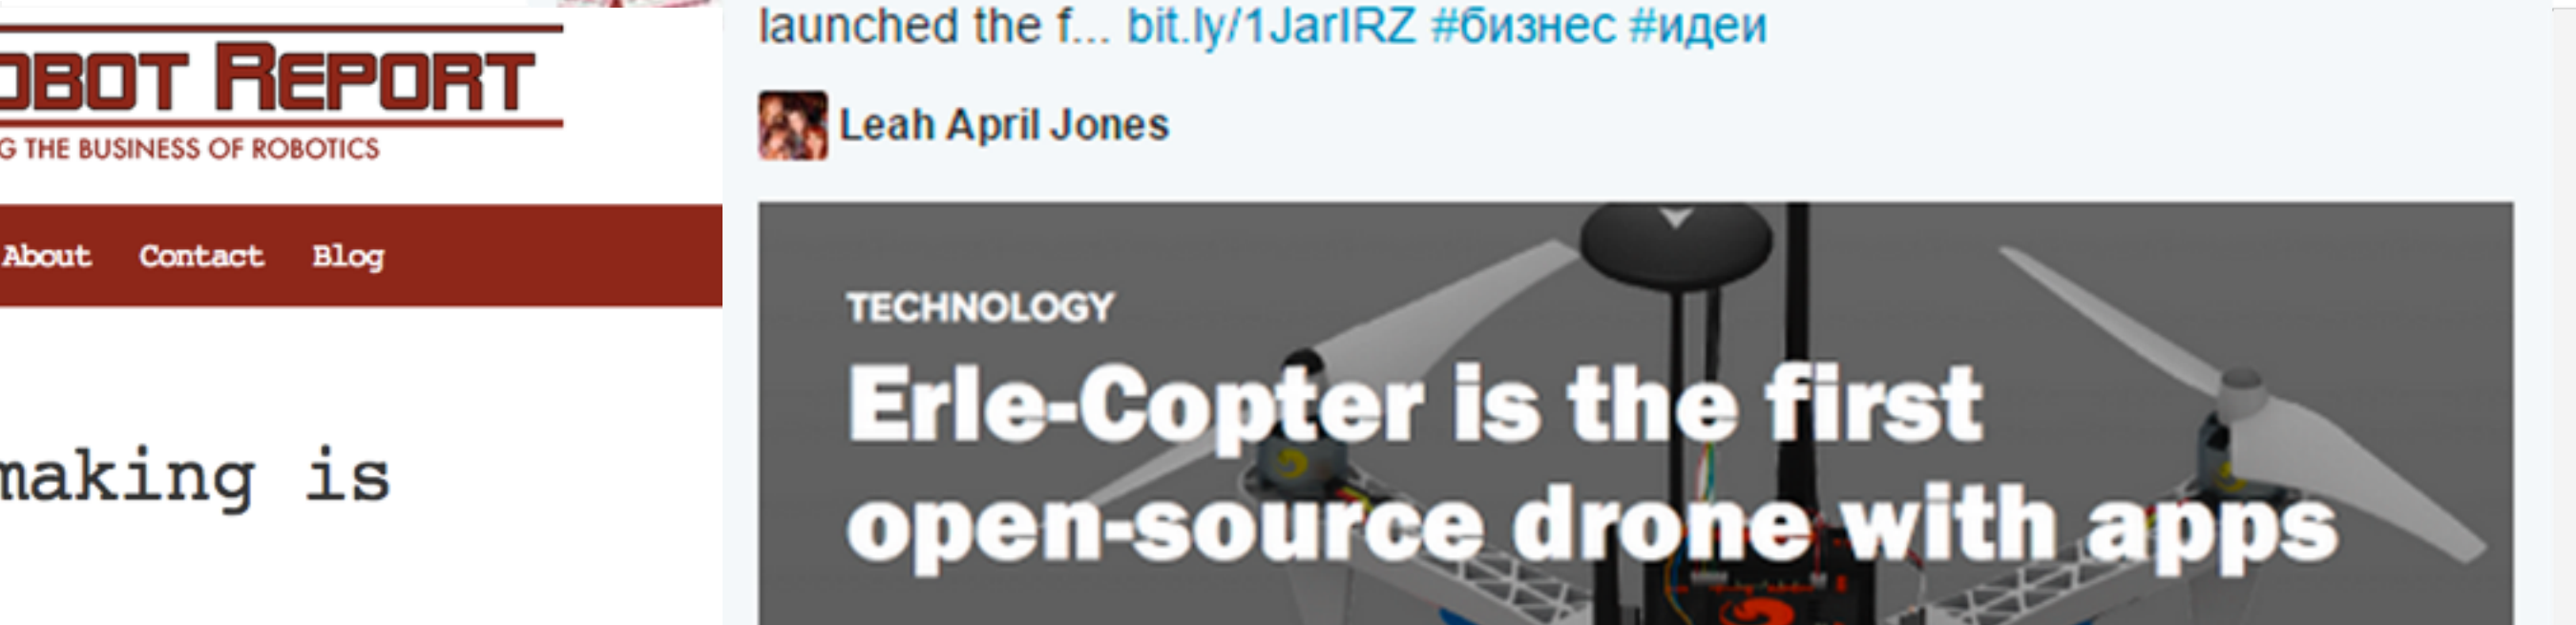 OBOT REPORT
G THE BUSINESS OF ROBOTICS
About Contact Blog
making is
launched the f... bit.ly/1JarIRZ #бизнес #идеи
Leah April Jones
TECHNOLOGY
Erle-Copter is the first
open-source drone with apps